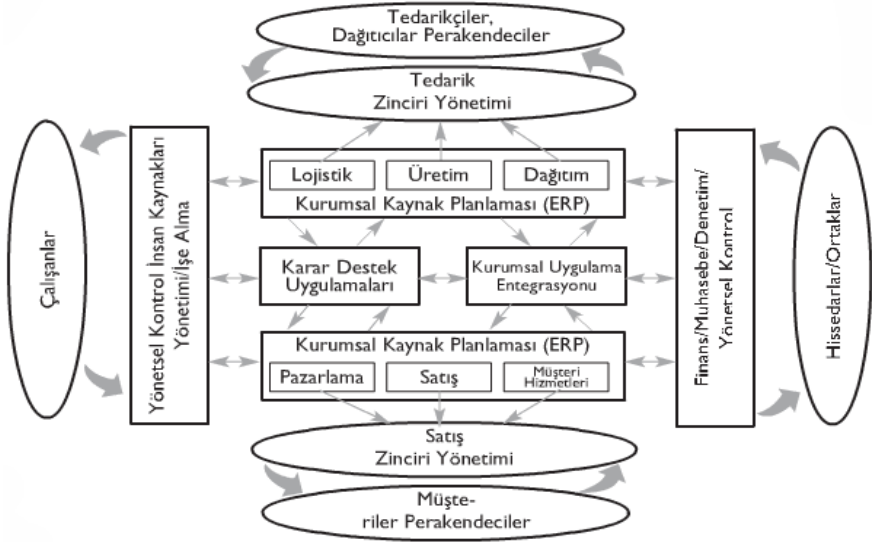 Tedarikçiler,
Dağıtıcılar Perakendeciler
Tedarik
Zinciri Yönetimi
Çalışanlar
Yönetsel Kontrol İnsan Kaynakları
Yönetimi/İşe Alma
Lojistik
Üretim
Dağıtım
Kurumsal Kaynak Planlaması (ERP)
Karar Destek
Uygulamaları
Kurumsal Uygulama
Entegrasyonu
Kurumsal Kaynak Planlaması (ERP)
Pazarlama
Satış
Müşteri
Hizmetleri
Finans/Muhasebe/Denetim/
Yönetsel Kontrol
Hissedarlar/Ortaklar
Satış
Zinciri Yönetimi
Müşte-
riler Perakendeciler